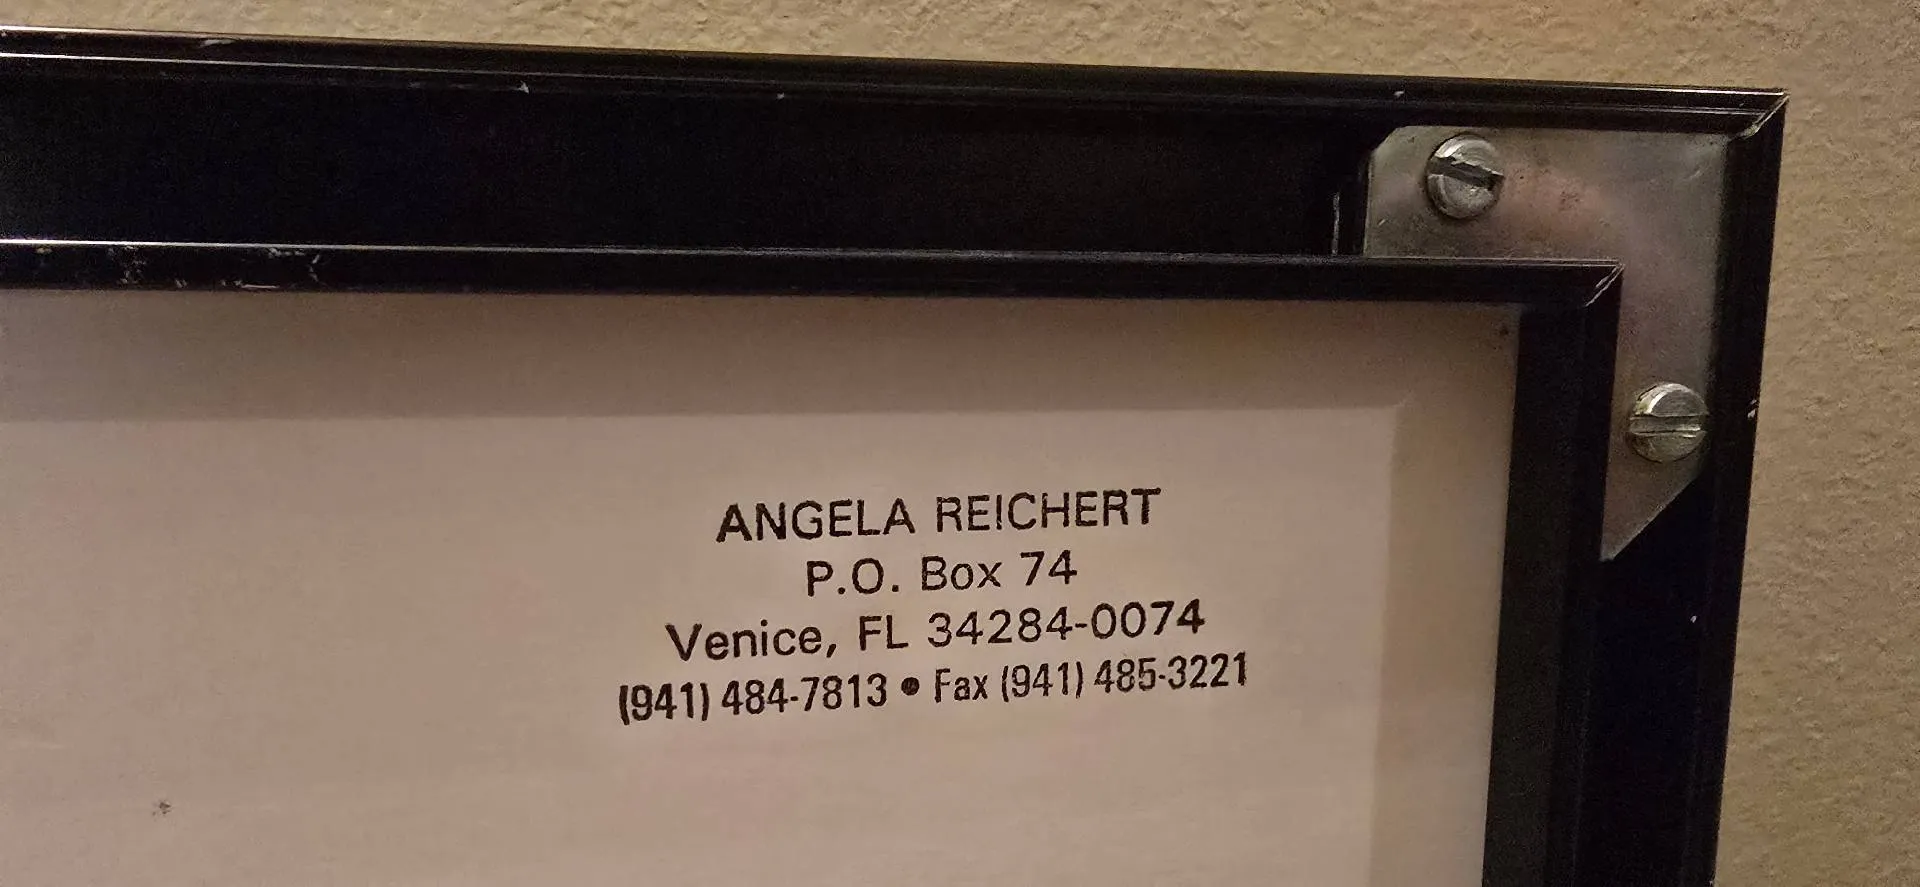 ANGELA REICHERT
P.O. Box 74
Venice, FL 34284-0074
(941) 484-7813 • Fax (941) 485-3221